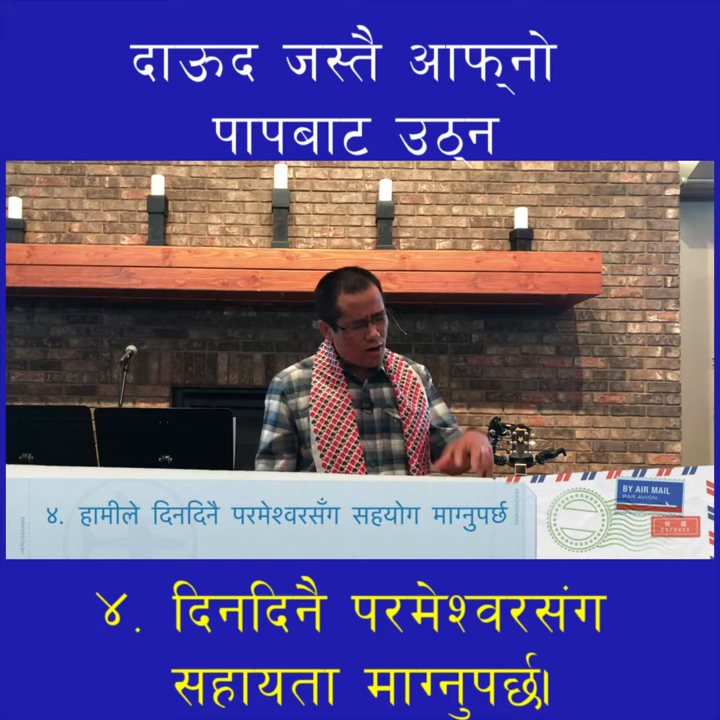 दाऊद जस्तै आफ्नो
पापबाट उठ्न
४. हामीले दिनदिनै परमेश्वरसँग सहयोग माग्नुपर्छ
BY AIR MAIL
PAR AVION
४. दिनदिनै परमेश्वरसंग
सहायता माग्नुपर्छ।